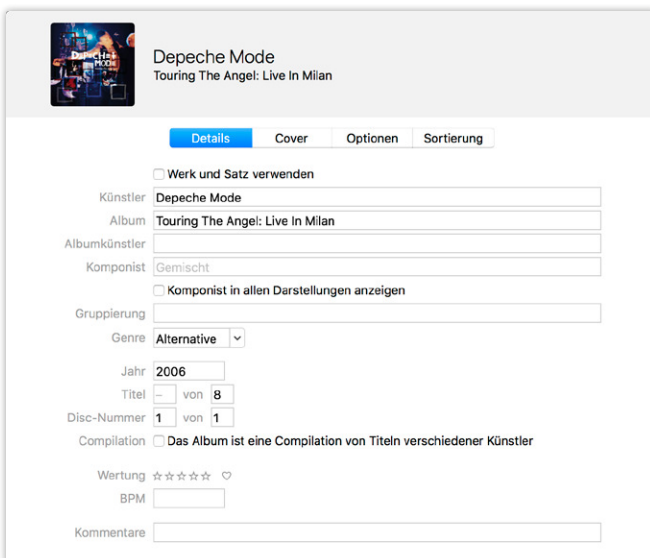 DEPECHE
MODE
Depeche Mode
Touring The Angel: Live In Milan
Details Cover Optionen Sortierung
Werk und Satz verwenden
Künstler Depeche Mode
Album Touring The Angel: Live In Milan
Albumkünstler
Komponist Gemischt
Komponist in allen Darstellungen anzeigen
Gruppierung
Genre Alternative
Jahr 2006
Titel – von 8
Disc-Nummer 1 von 1
Compilation Das Album ist eine Compilation von Titeln verschiedener Künstler
Wertung
BPM
Kommentare